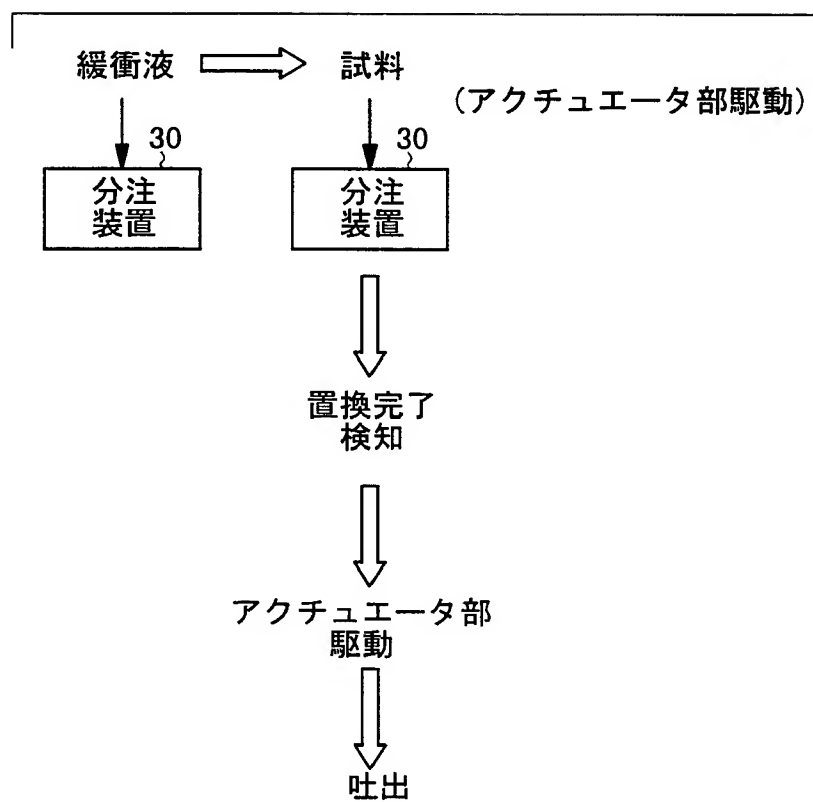 緩衝液
試料
(アクチュエータ部駆動)
30
30
分注
装置
分注
装置
置換完了
検知
アクチュエータ部
駆動
吐出